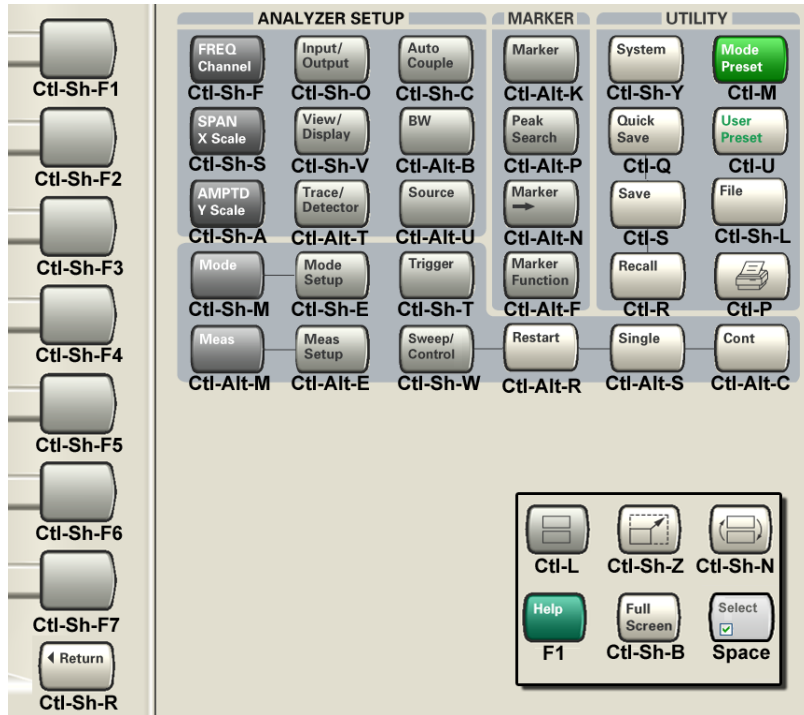 ANALYZER SETUP MARKER UTILITY
FREQ Channel Input/ Output Auto Couple Marker System Mode Preset
Ctl-Sh-F1 Ctl-Sh-F Ctl-Sh-O Ctl-Sh-C Ctl-Alt-K Ctl-Sh-Y Ctl-M
SPAN X Scale View/ Display BW Peak Search Quick Save User Preset
Ctl-Sh-F2 Ctl-Sh-S Ctl-Sh-V Ctl-Alt-B Ctl-Alt-P Ctl-Q Ctl-U
AMPTD Y Scale Trace/ Detector Source Marker Save File
Ctl-Sh-A Ctl-Alt-T Ctl-Alt-U Ctl-Alt-N Ctl-S Ctl-Sh-L
Ctl-Sh-F3
Mode Mode Setup Trigger Marker Function Recall
Ctl-Sh-M Ctl-Sh-E Ctl-Sh-T Ctl-Alt-F Ctl-R Ctl-P
Meas Meas Setup Sweep/ Control Restart Single Cont
Ctl-Sh-F4
Ctl-Alt-M Ctl-Alt-E Ctl-Sh-W Ctl-Alt-R Ctl-Alt-S Ctl-Alt-C
Ctl-Sh-F5
Ctl-Sh-F6
Ctl-L Ctl-Sh-Z Ctl-Sh-N
Ctl-Sh-F7
Help Full Screen Select
F1 Ctl-Sh-B Space
Return
Ctl-Sh-R